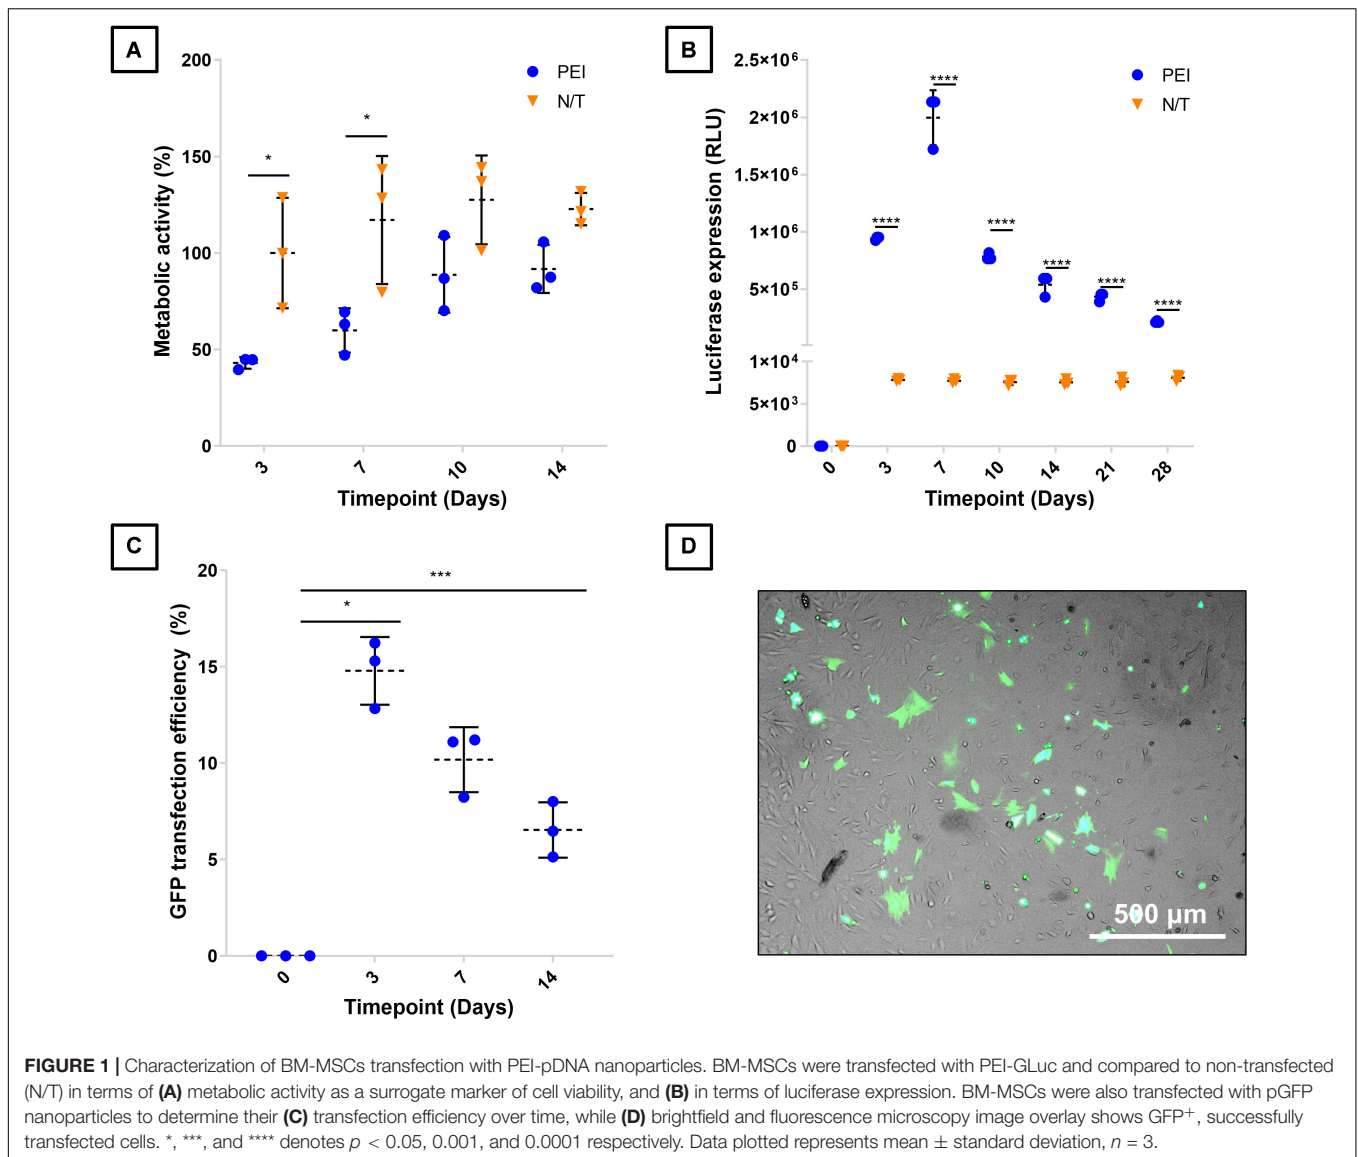 A
200
150
100
50
0
Metabolic activity (%)
PEI
N/T
*
*
3
7
10
14
Timepoint (Days)
B
2.5×10⁶
2×10⁶
1.5×10⁶
1×10⁶
5×10⁵
1×10⁴
5×10³
0
Luciferase expression (RLU)
PEI
N/T
****
****
****
****
****
****
0
3
7
10
14
21
28
Timepoint (Days)
C
20
15
10
5
0
GFP transfection efficiency (%)
***
*
0
3
7
14
Timepoint (Days)
D
500 µm
FIGURE 1 | Characterization of BM-MSCs transfection with PEI-pDNA nanoparticles. BM-MSCs were transfected with PEI-GLuc and compared to non-transfected
(N/T) in terms of (A) metabolic activity as a surrogate marker of cell viability, and (B) in terms of luciferase expression. BM-MSCs were also transfected with pGFP
nanoparticles to determine their (C) transfection efficiency over time, while (D) brightfield and fluorescence microscopy image overlay shows GFP⁺, successfully
transfected cells. *, ***, and **** denotes p < 0.05, 0.001, and 0.0001 respectively. Data plotted represents mean ± standard deviation, n = 3.